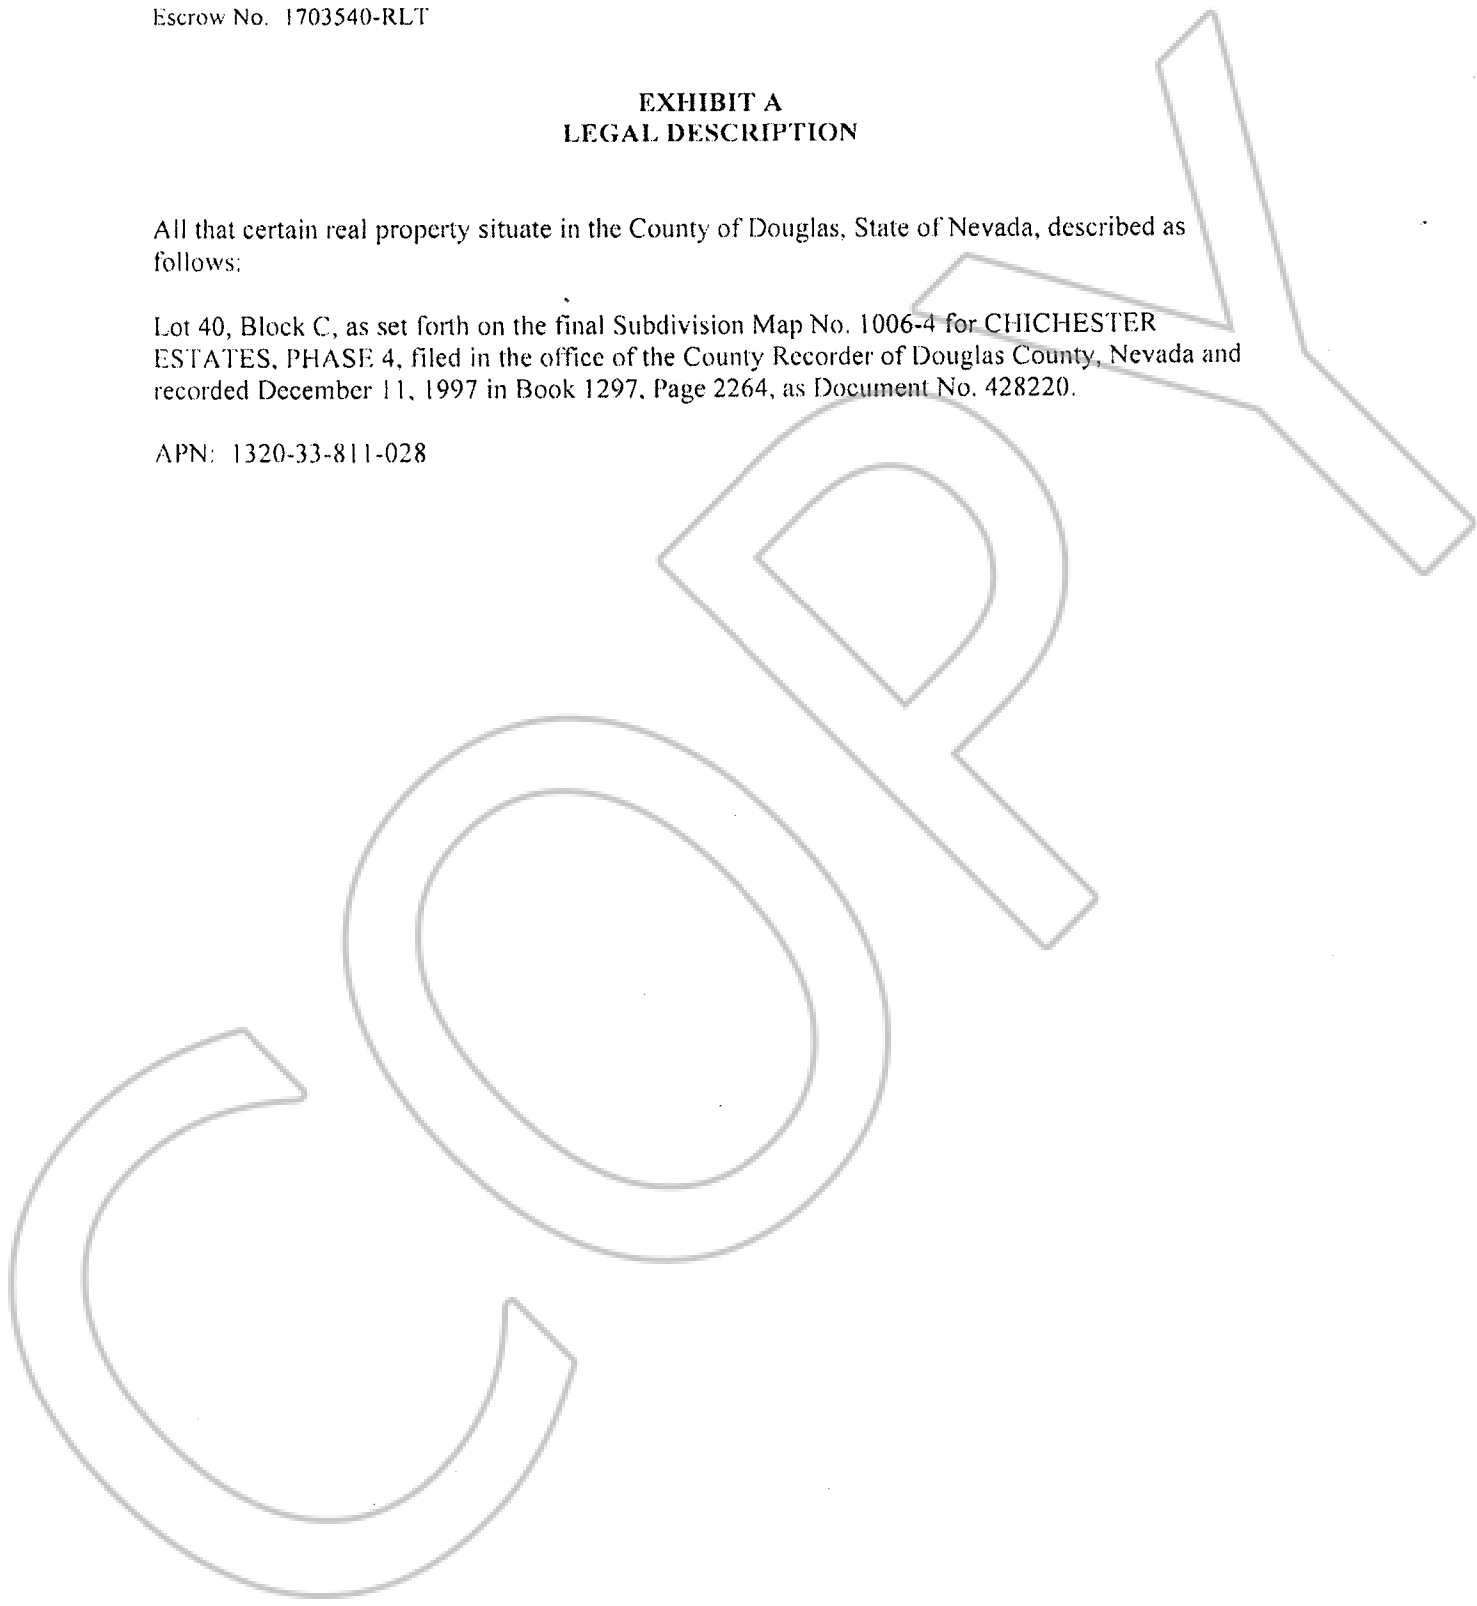 Escrow No. 1703540-RLT
EXHIBIT A
LEGAL DESCRIPTION
All that certain real property situate in the County of Douglas, State of Nevada, described as
follows:
Lot 40, Block C, as set forth on the final Subdivision Map No. 1006-4 for CHICHESTER
ESTATES, PHASE 4, filed in the office of the County Recorder of Douglas County, Nevada and
recorded December 11, 1997 in Book 1297, Page 2264, as Document No. 428220.
APN: 1320-33-811-028
COPY